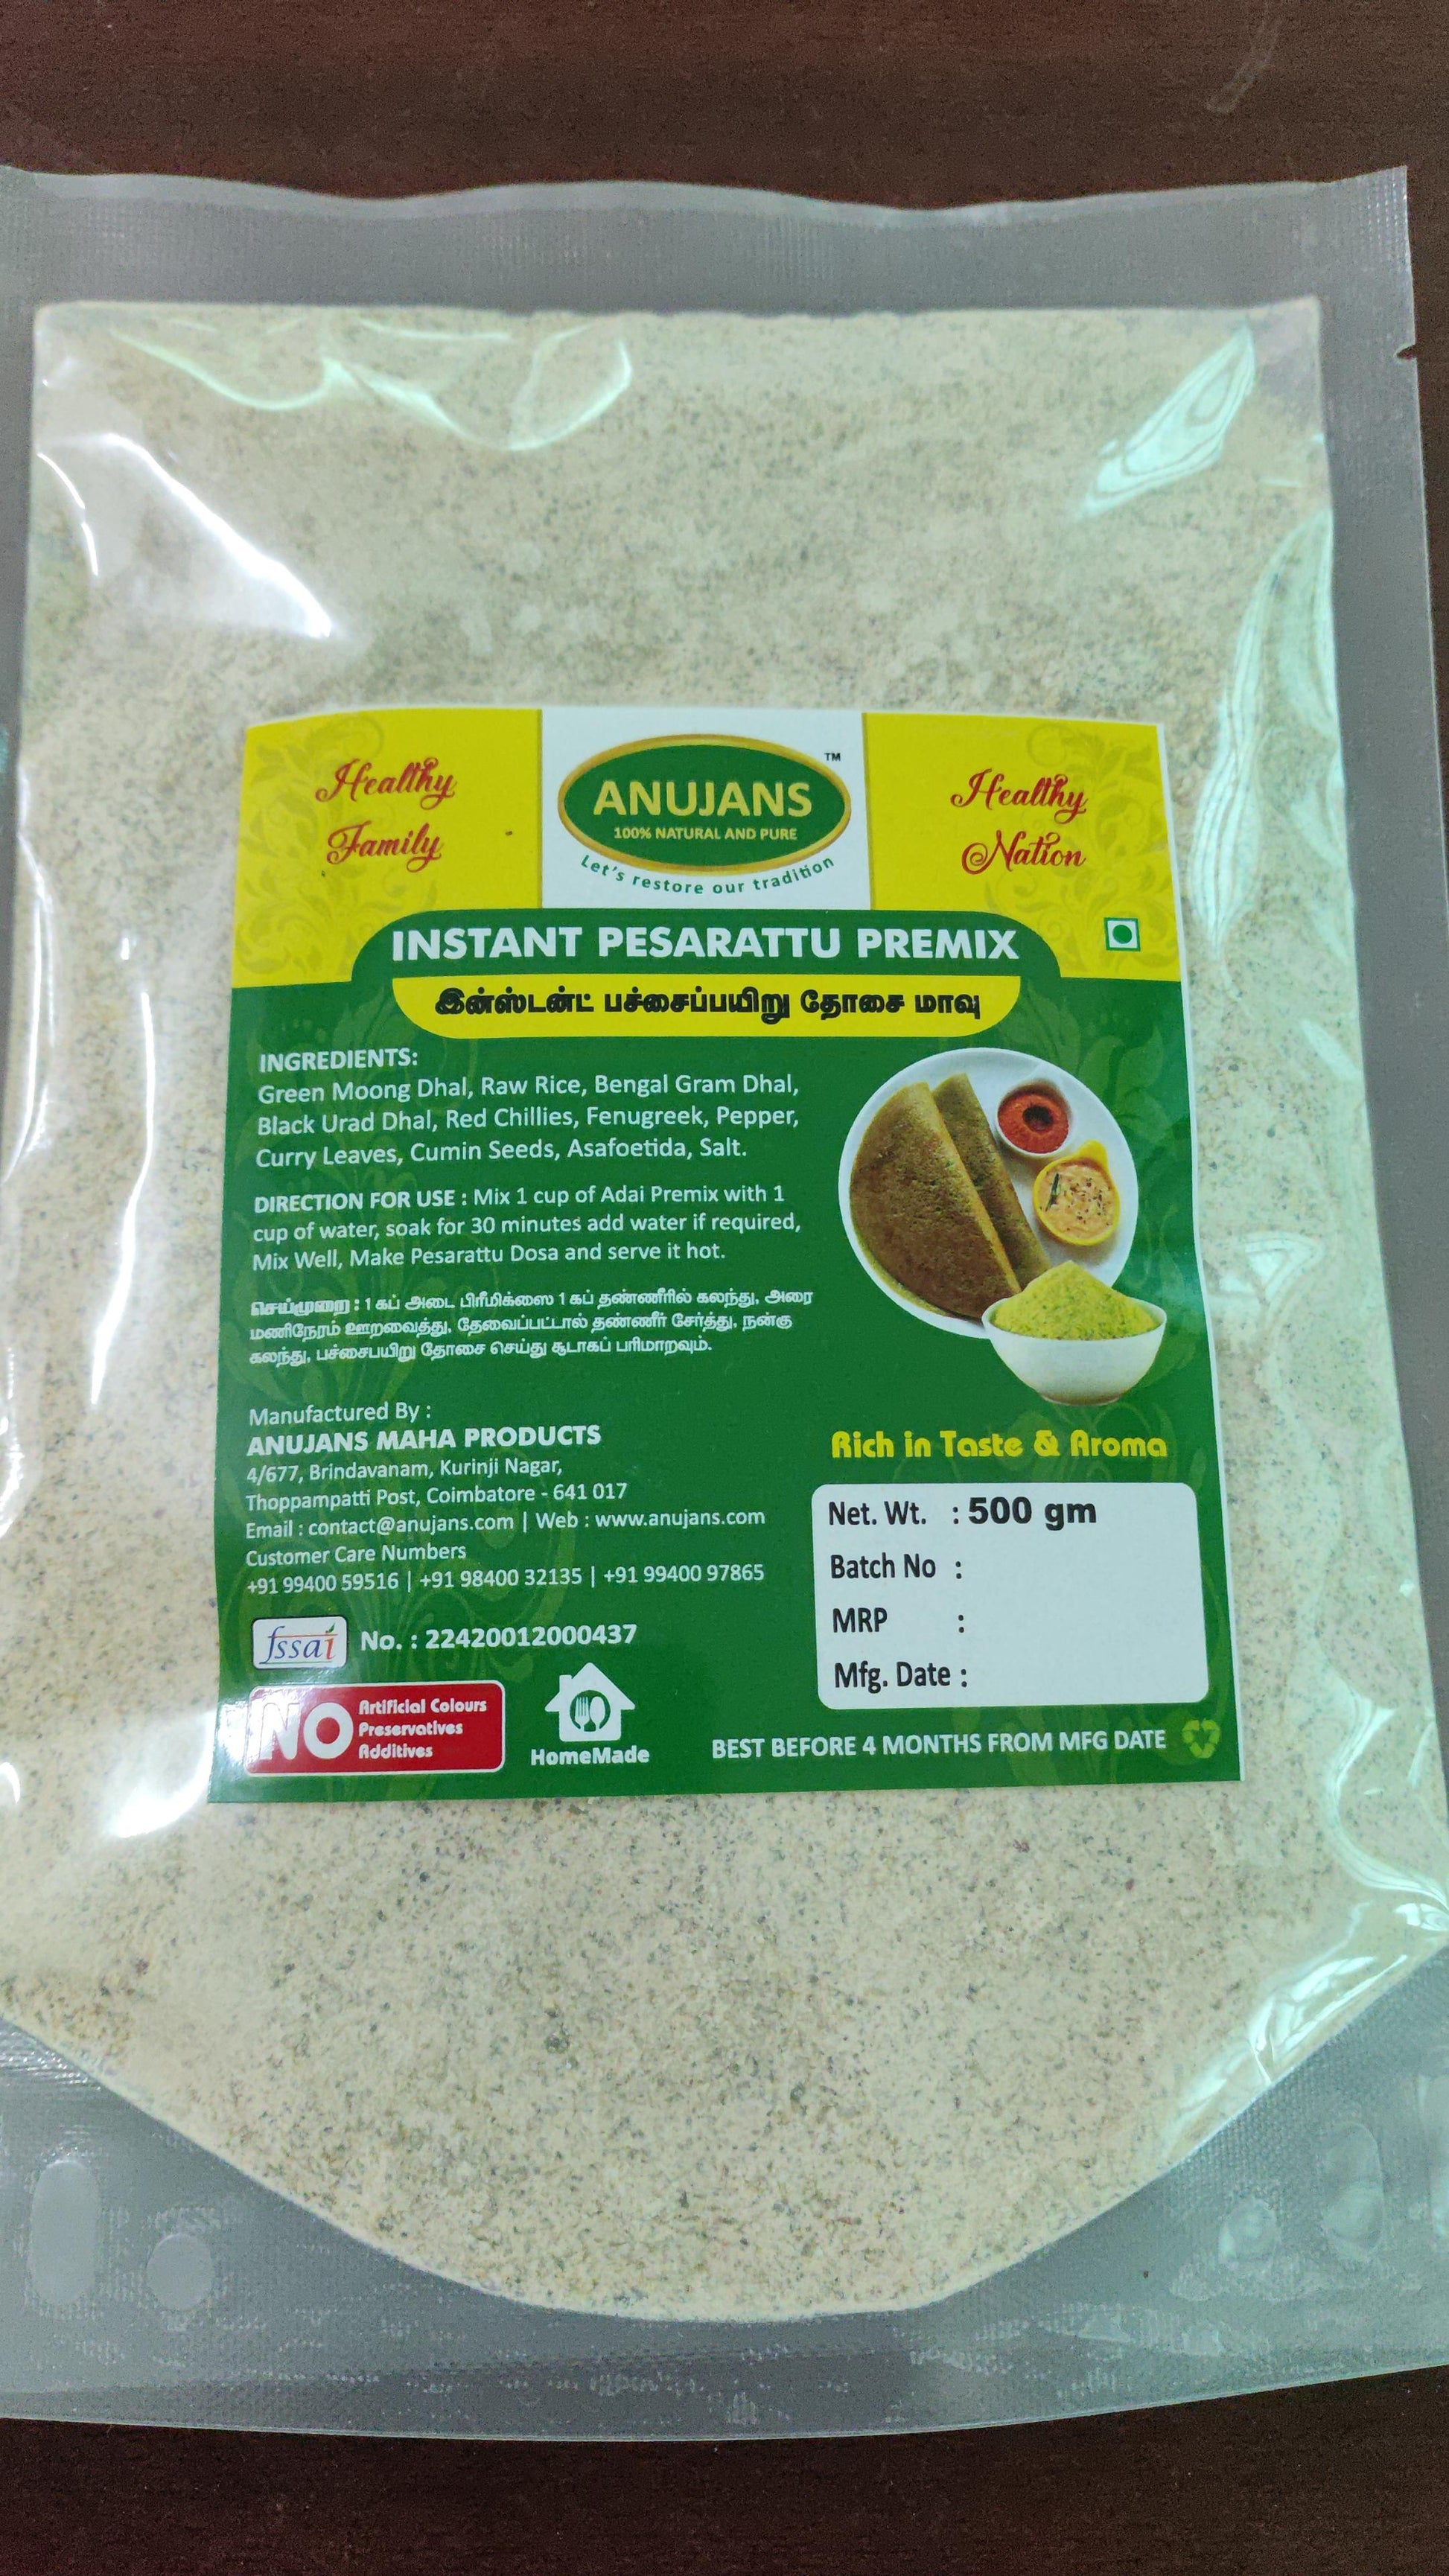 Healthy
Family
ANUJANS
TM
100% NATURAL AND PURE
Let's restore our tradition
Healthy
Nation
INSTANT PESARATTU PREMIX
இன்ஸ்டன்ட் பச்சைப்பயிறு தோசை மாவு
INGREDIENTS:
Green Moong Dhal, Raw Rice, Bengal Gram Dhal,
Black Urad Dhal, Red Chillies, Fenugreek, Pepper,
Curry Leaves, Cumin Seeds, Asafoetida, Salt.
DIRECTION FOR USE : Mix 1 cup of Adai Premix with 1
cup of water, soak for 30 minutes add water if required,
Mix Well, Make Pesarattu Dosa and serve it hot.
செய்முறை : 1 கப் அடை பிரீமிக்ஸை 1 கப் தண்ணீரில் கலந்து, அரை
மணிநேரம் ஊறவைத்து, தேவைப்பட்டால் தண்ணீர் சேர்த்து, நன்கு
கலந்து, பச்சைபயிறு தோசை செய்து சூடாகப் பரிமாறவும்.
Manufactured By :
ANUJANS MAHA PRODUCTS
4/677, Brindavanam, Kurinji Nagar,
Thoppampatti Post, Coimbatore - 641 017
Email : contact@anujans.com | Web : www.anujans.com
Customer Care Numbers
+91 99400 59516 | +91 98400 32135 | +91 99400 97865
fssai No. : 22420012000437
NO Artificial Colours
Preservatives
Additives
HomeMade
Rich in Taste & Aroma
Net. Wt. : 500 gm
Batch No :
MRP :
Mfg. Date :
BEST BEFORE 4 MONTHS FROM MFG DATE